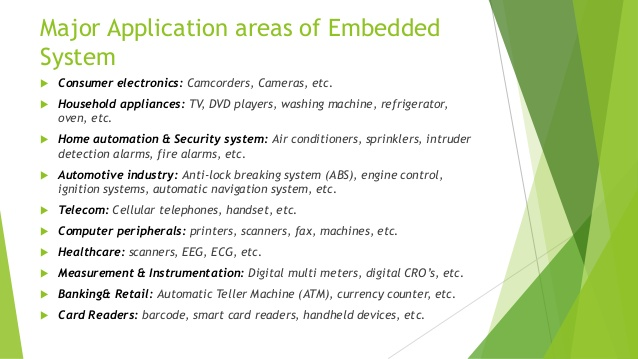 Major Application areas of Embedded
System
Consumer electronics: Camcorders, Cameras, etc.
Household appliances: TV, DVD players, washing machine, refrigerator,
oven, etc.
Home automation & Security system: Air conditioners, sprinklers, intruder
detection alarms, fire alarms, etc.
Automotive industry: Anti-lock breaking system (ABS), engine control,
ignition systems, automatic navigation system, etc.
Telecom: Cellular telephones, handset, etc.
Computer peripherals: printers, scanners, fax, machines, etc.
Healthcare: scanners, EEG, ECG, etc.
Measurement & Instrumentation: Digital multi meters, digital CRO's, etc.
Banking& Retail: Automatic Teller Machine (ATM), currency counter, etc.
Card Readers: barcode, smart card readers, handheld devices, etc.